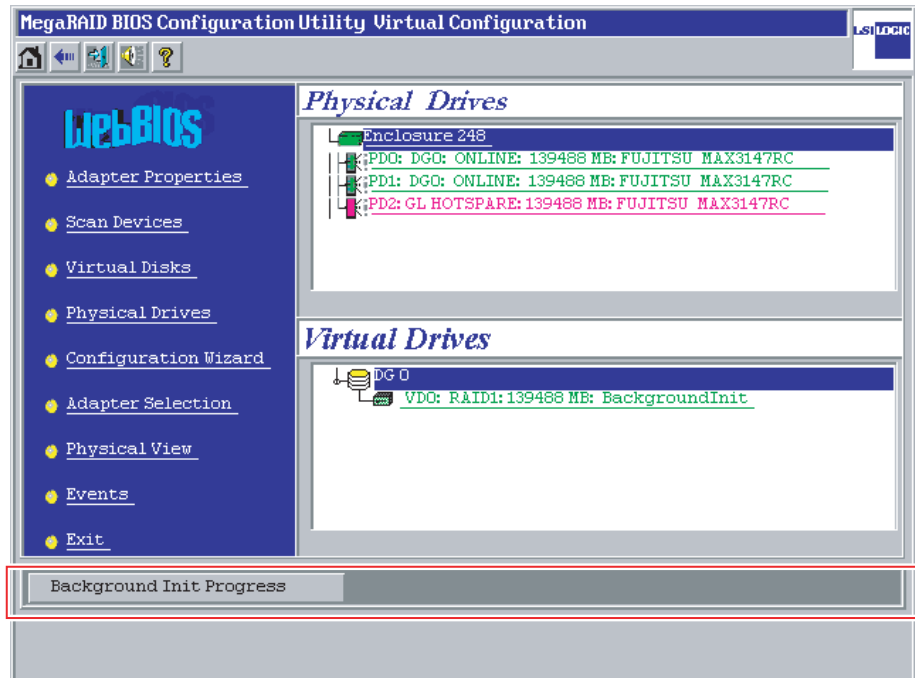 MegaRAID BIOS Configuration Utility Virtual Configuration
LSI LOGIC
WebBIOS
Adapter Properties
Scan Devices
Virtual Disks
Physical Drives
Configuration Wizard
Adapter Selection
Physical View
Events
Exit
Physical Drives
Enclosure 248
PD0: DG0: ONLINE: 139488 MB: FUJITSU MAX3147RC
PD1: DG0: ONLINE: 139488 MB: FUJITSU MAX3147RC
PD2: GL HOTSPARE: 139488 MB: FUJITSU MAX3147RC
Virtual Drives
DG 0
VD0: RAID1: 139488 MB: BackgroundInit
Background Init Progress